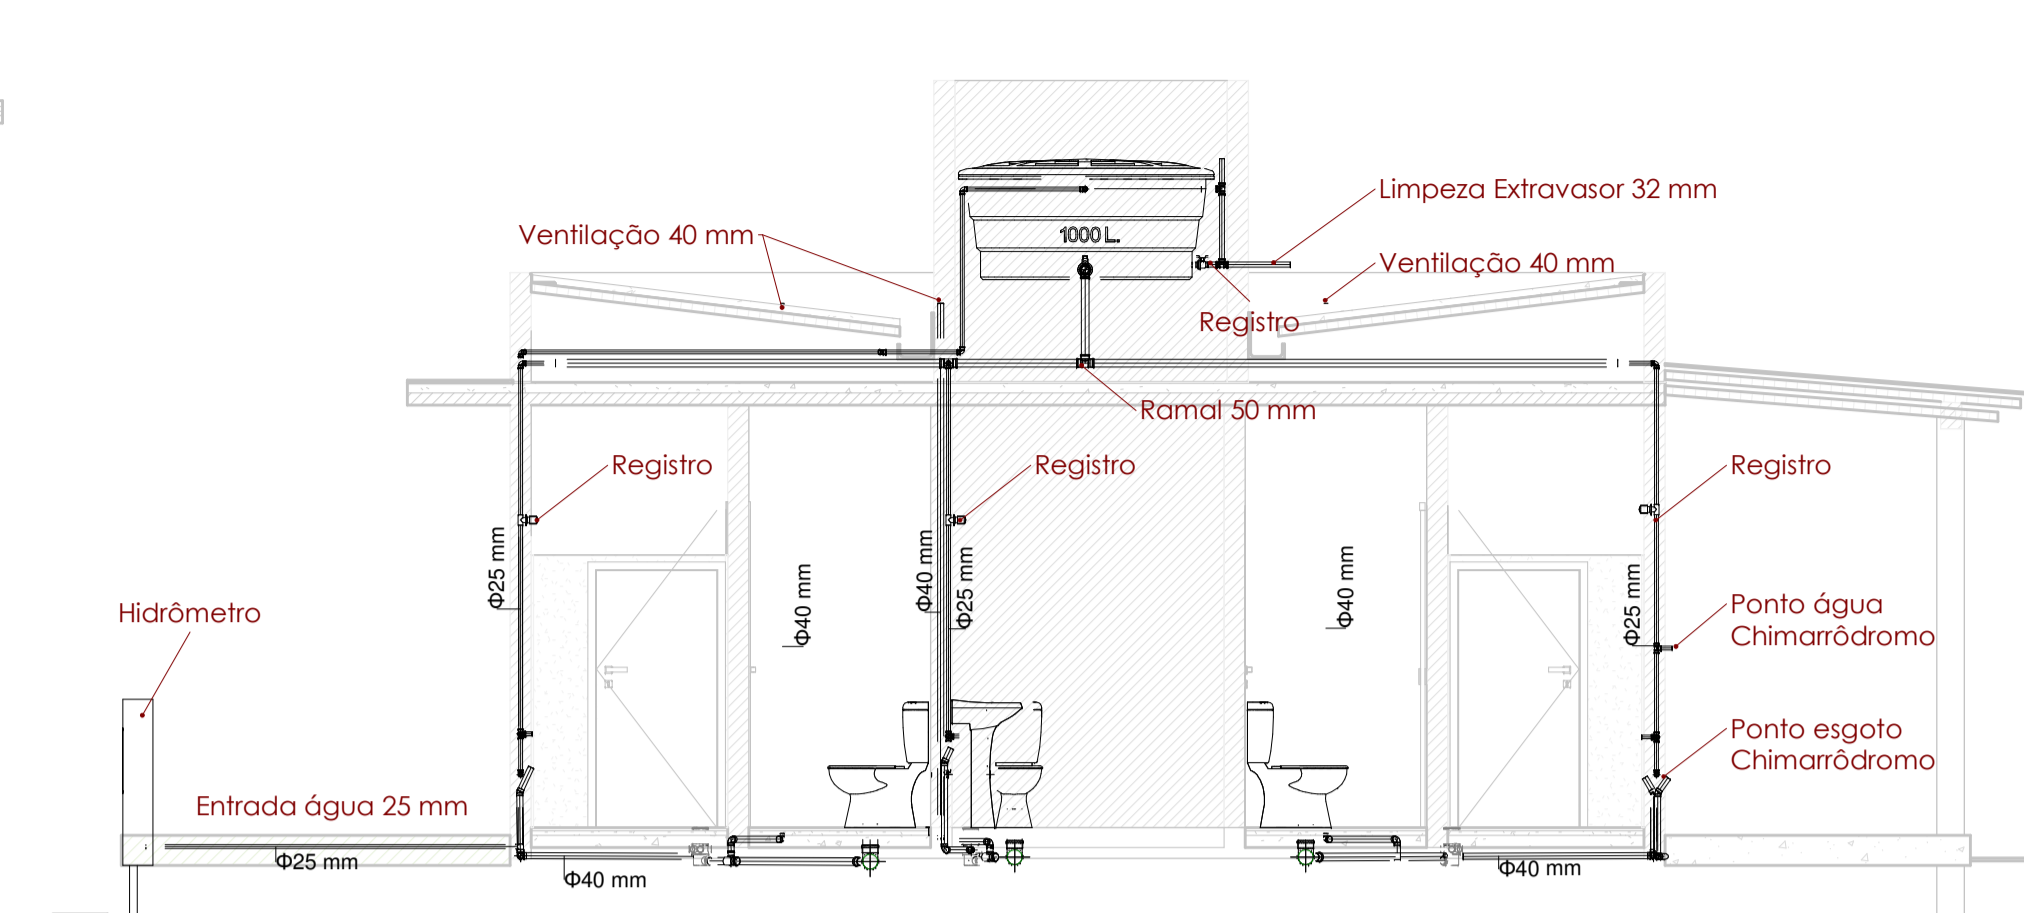 Limpeza Extravasor 32 mm
Ventilação 40 mm
1000 L.
Ventilação 40 mm
Registro
Ramal 50 mm
Registro
Registro
Registro
Φ25 mm
Φ40 mm
Φ40 mm
Φ25 mm
Φ40 mm
Φ25 mm
Hidrômetro
Ponto água
Chimarrôdromo
Ponto esgoto
Chimarrôdromo
Entrada água 25 mm
Φ25 mm
Φ40 mm
Φ40 mm